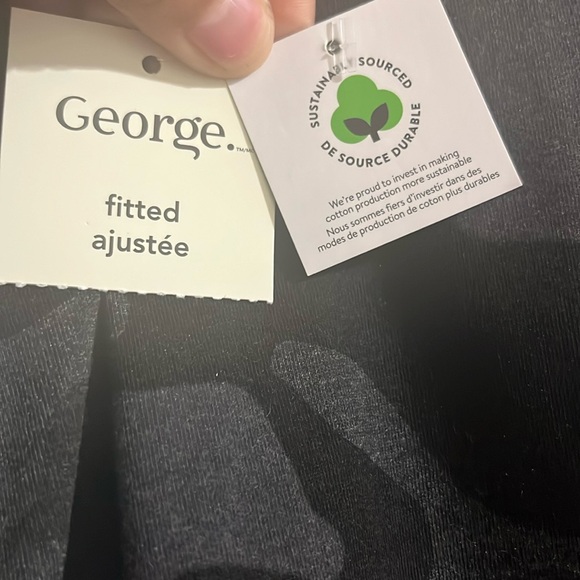 George.™
fitted
ajustée
SUSTAINABLY SOURCED
DE SOURCE DURABLE
We're proud to invest in making
cotton production more sustainable
Nous sommes fiers d'investir dans des
modes de production de coton plus durables